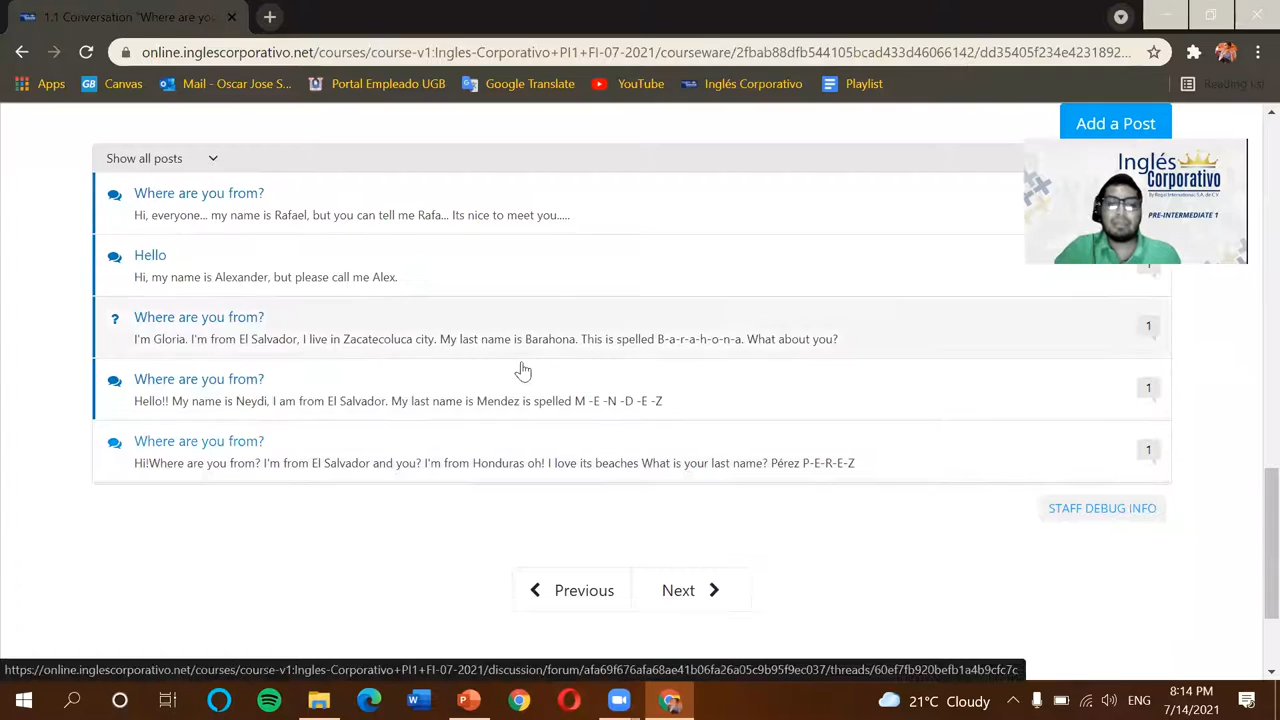 1.1 Conversation "Where are you
online.inglescorporativo.net/courses/course-v1:Ingles-Corporativo+PI1+FI-07-2021/courseware/2fbab88dfb544105bcad433d46066142/dd35405f234e4231892...
Apps
GB Canvas
Mail - Oscar Jose S...
Portal Empleado UGB
Google Translate
YouTube
Inglés Corporativo
Playlist
Reading list
Add a Post
Show all posts
Inglés
Corporativo
By Regal International, S.A. de C.V.
PRE-INTERMEDIATE 1
Where are you from?
Hi, everyone... my name is Rafael, but you can tell me Rafa... Its nice to meet you.....
Hello
Hi, my name is Alexander, but please call me Alex.
Where are you from?
I'm Gloria. I'm from El Salvador, I live in Zacatecoluca city. My last name is Barahona. This is spelled B-a-r-a-h-o-n-a. What about you?
1
Where are you from?
Hello!! My name is Neydi, I am from El Salvador. My last name is Mendez is spelled M -E -N -D -E -Z
1
Where are you from?
Hi!Where are you from? I'm from El Salvador and you? I'm from Honduras oh! I love its beaches What is your last name? Pérez P-E-R-E-Z
1
STAFF DEBUG INFO
Previous
Next
https://online.inglescorporativo.net/courses/course-v1:Ingles-Corporativo+PI1+FI-07-2021/discussion/forum/afa69f676afa68ae41b06fa26a05c9b95f9ec037/threads/60ef7fb920befb1a4b9cfc7c
21°C Cloudy
ENG
8:14 PM
7/14/2021